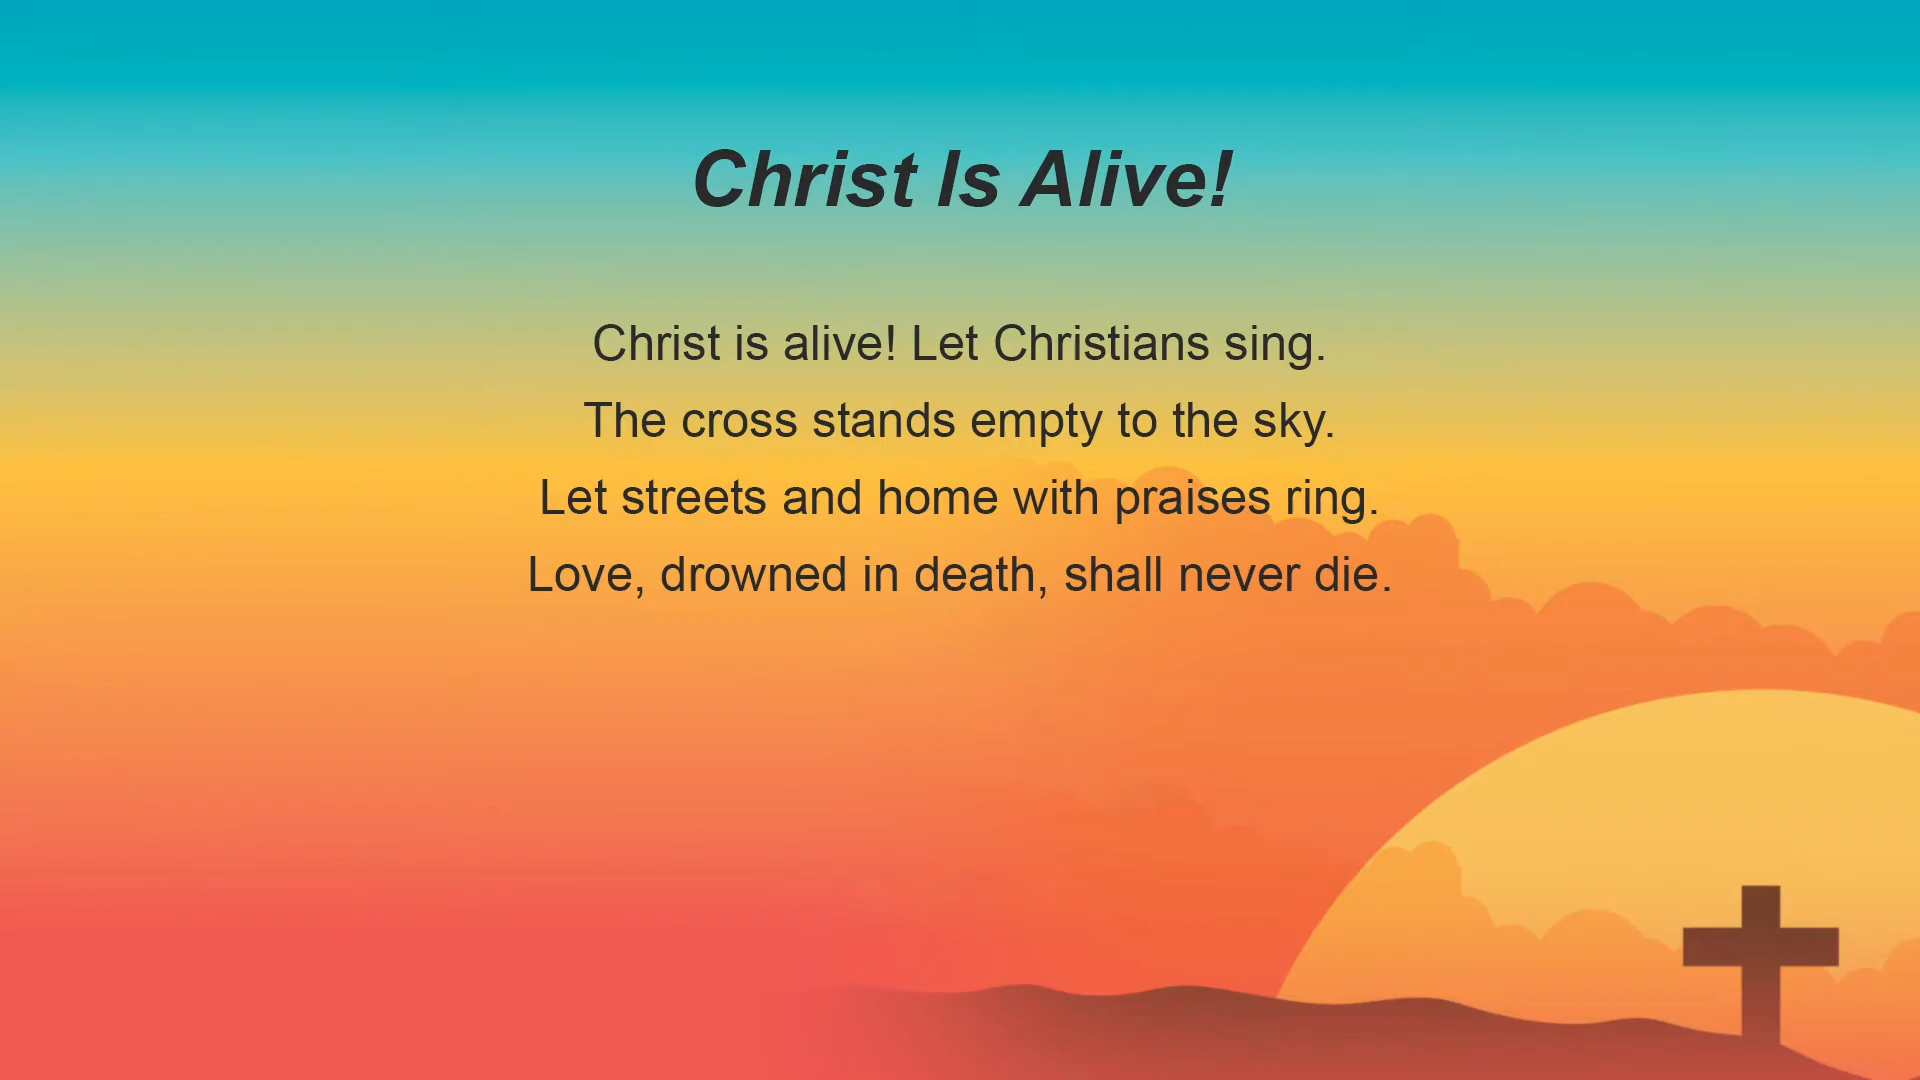 Christ Is Alive!
Christ is alive! Let Christians sing.
The cross stands empty to the sky.
Let streets and home with praises ring.
Love, drowned in death, shall never die.